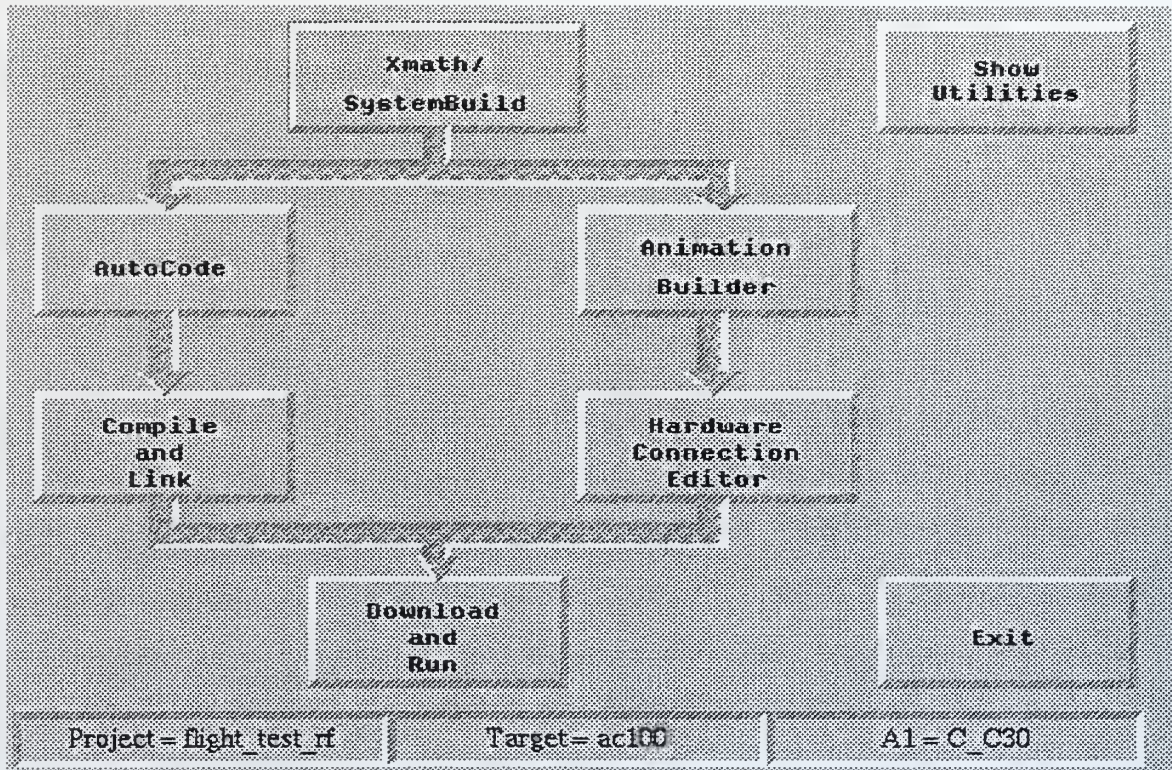 Xmath/
SystemBuild
Show
Utilities
AutoCode
Animation
Builder
Compile
and
Link
Hardware
Connection
Editor
Download
and
Run
Exit
Project = flight_test_rf
Target = ac100
A1 = C_C30